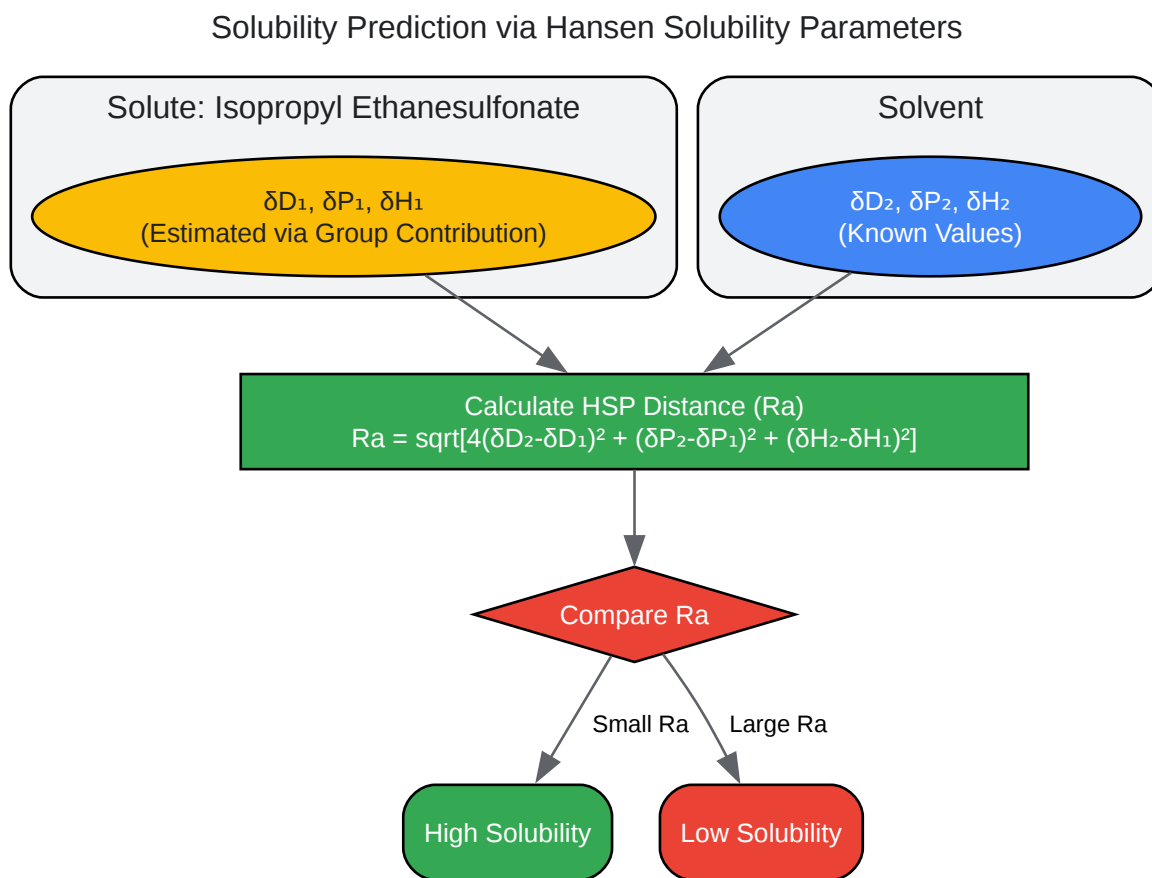 Solubility Prediction via Hansen Solubility Parameters
Solute: Isopropyl Ethanesulfonate
δD₁, δP₁, δH₁
(Estimated via Group Contribution)
Solvent
δD₂, δP₂, δH₂
(Known Values)
Calculate HSP Distance (Ra)
Ra = sqrt[4(δD₂-δD₁)² + (δP₂-δP₁)² + (δH₂-δH₁)²]
Compare Ra
Small Ra
Large Ra
High Solubility
Low Solubility